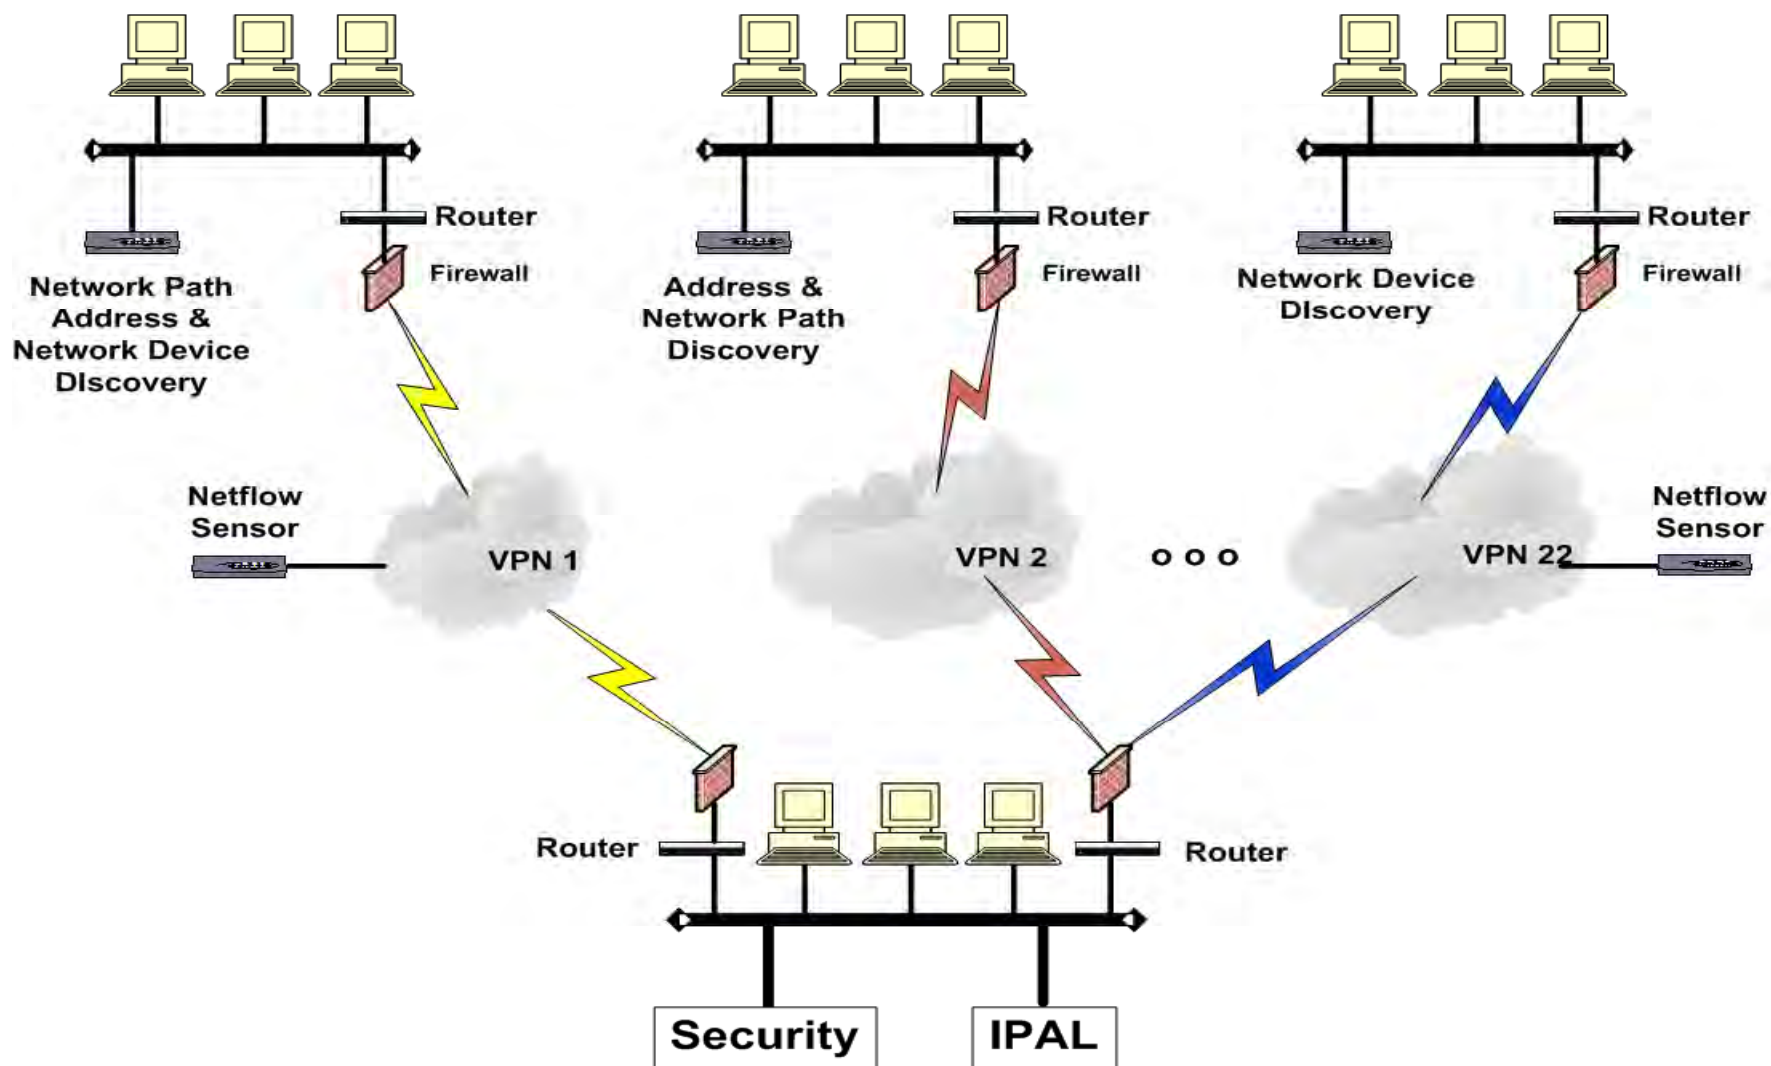 Router
Firewall
Network Path
Address &
Network Device
DIscovery
Router
Firewall
Address &
Network Path
Discovery
Router
Firewall
Network Device
DIscovery
Netflow
Sensor
VPN 1
VPN 2
o o o
VPN 22
Netflow
Sensor
Router
Router
Security
IPAL